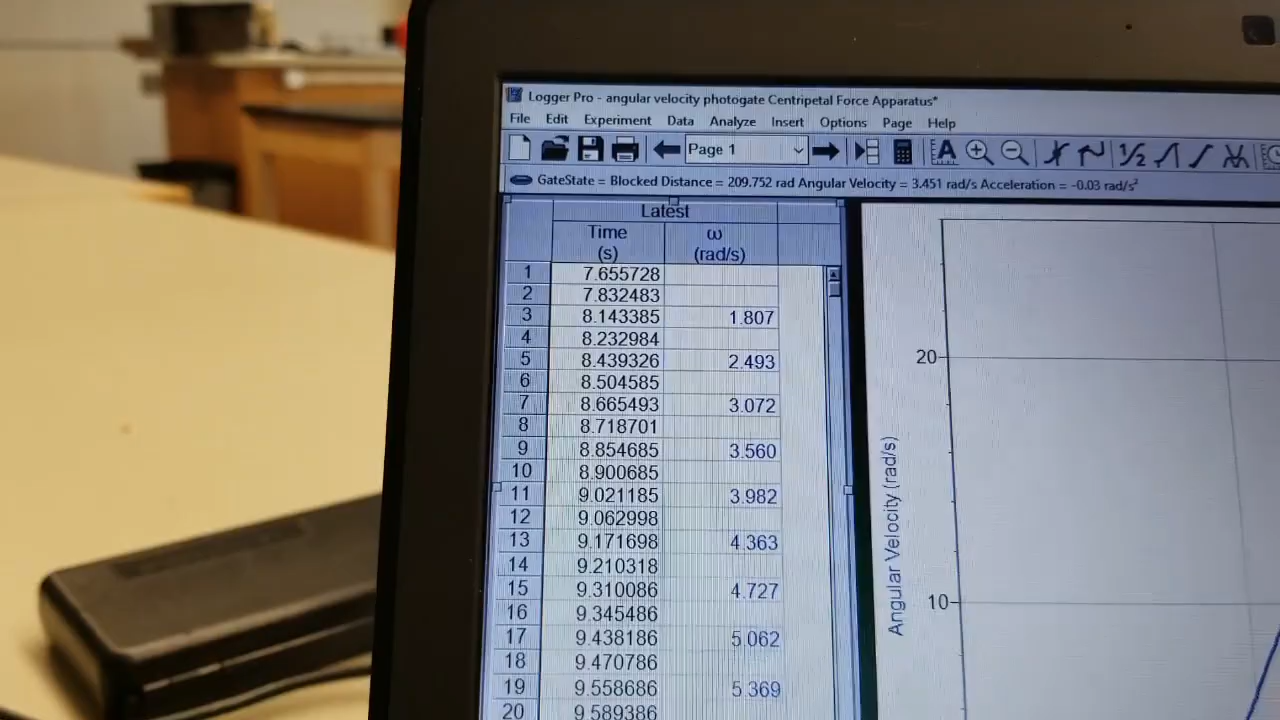 Logger Pro - angular velocity photogate Centripetal Force Apparatus*
File Edit Experiment Data Analyze Insert Options Page Help
Page 1
GateState = Blocked Distance = 209.752 rad Angular Velocity = 3.451 rad/s Acceleration = -0.03 rad/s²
Latest
Time ω
(s) (rad/s)
1 7.655728
2 7.832483
3 8.143385 1.807
4 8.232984
5 8.439326 2.493
6 8.504585
7 8.665493 3.072
8 8.718701
9 8.854685 3.560
10 8.900685
11 9.021185 3.982
12 9.062998
13 9.171698 4.363
14 9.210318
15 9.310086 4.727
16 9.345486
17 9.438186 5.062
18 9.470786
19 9.558686 5.369
20 9.589386
20
10
Angular Velocity (rad/s)